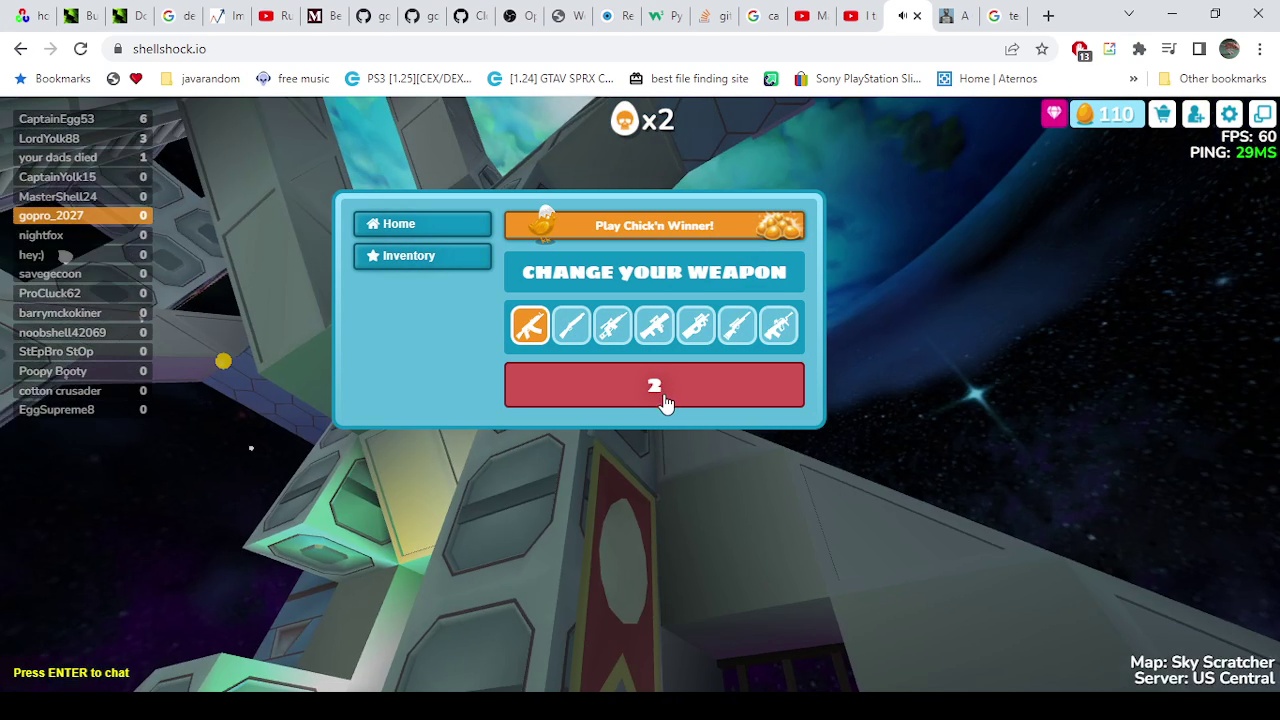 hc
Bu
Dc
de
Im
Ru
Be
gc
gc
Cl
O
W
Re
Py
git
ca
M
I t
A
te
shellshock.io
13
Bookmarks
javarandom
free music
PS3 [1.25][CEX/DEX...
[1.24] GTAV SPRX C...
best file finding site
Sony PlayStation Sli...
Home | Aternos
»
Other bookmarks
CaptainEgg53 6
LordYolk88 3
your dads died 1
CaptainYolk15 0
MasterShell24 0
gopro_2027 0
nightfox 0
hey:) 0
savegecoon 0
ProCluck62 0
barrymckokiner 0
noobshell42069 0
StEpBro StOp 0
Poopy Booty 0
cotton crusader 0
EggSupreme8 0
x2
110
FPS: 60
PING: 29MS
Home
Inventory
Play Chick'n Winner!
CHANGE YOUR WEAPON
2
Press ENTER to chat
Map: Sky Scratcher
Server: US Central